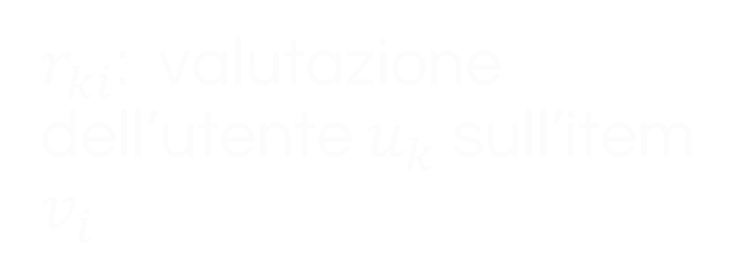 r_{ki}: valutazione
dell'utente u_k sull'item
v_i